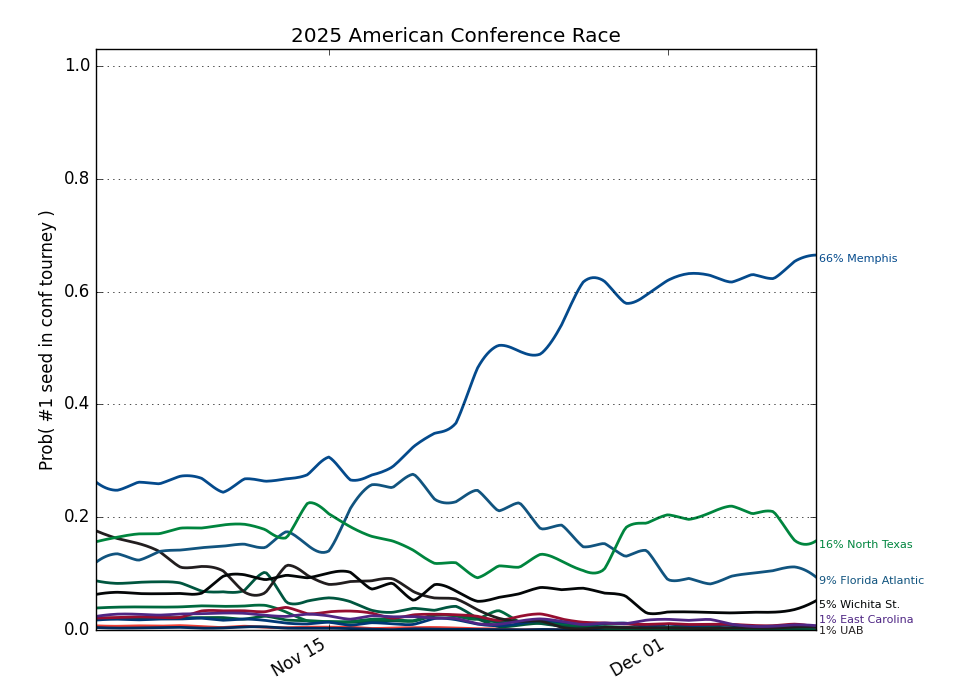 2025 American Conference Race
Prob( #1 seed in conf tourney )
1.0
0.8
0.6
0.4
0.2
0.0
Nov 15
Dec 01
66% Memphis
16% North Texas
9% Florida Atlantic
5% Wichita St.
1% East Carolina
1% UAB